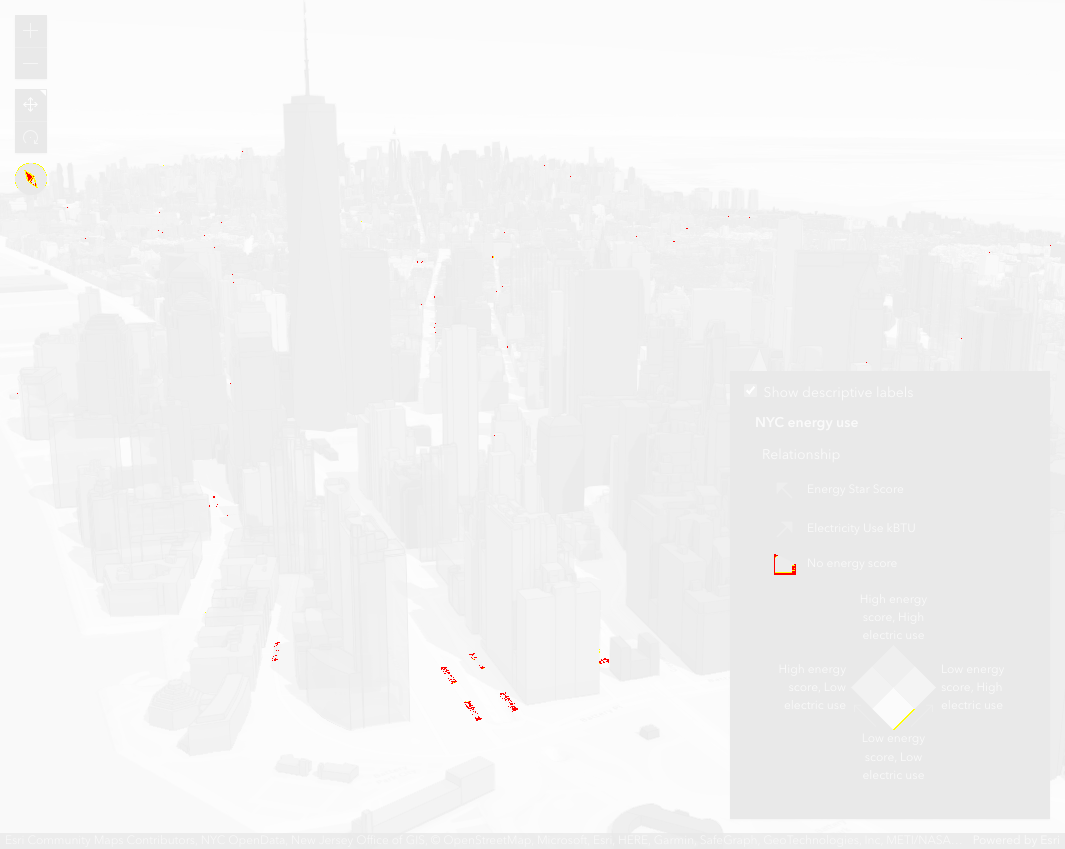 Show descriptive labels
NYC energy use
Relationship
Energy Star Score
Electricity Use kBTU
No energy score
High energy
score, High
electric use
High energy
score, Low
electric use
Low energy
score, High
electric use
Low energy
score, Low
electric use
Esri Community Maps Contributors, NYC OpenData, New Jersey Office of GIS, © OpenStreetMap, Microsoft, Esri, HERE, Garmin, SafeGraph, GeoTechnologies, Inc, METI/NASA
Powered by Esri